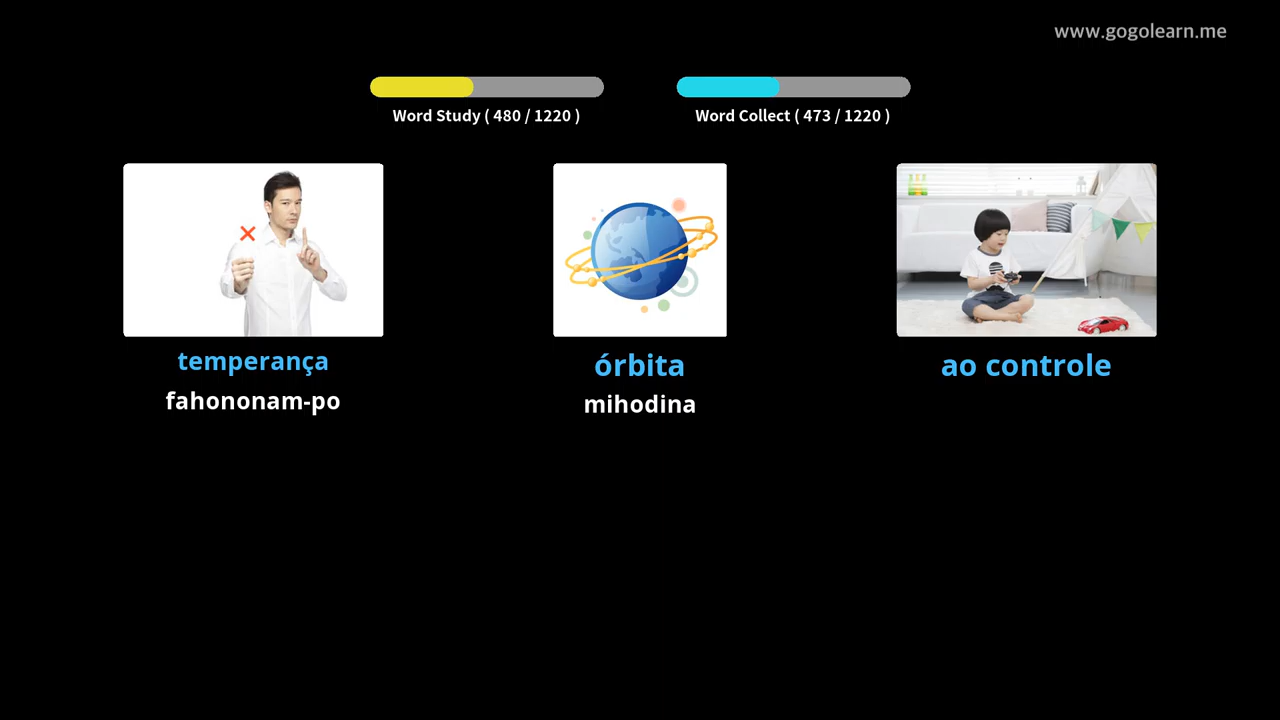 www.gogolearn.me
Word Study ( 480 / 1220 )
Word Collect ( 473 / 1220 )
temperança
fahononam-po
órbita
mihodina
ao controle